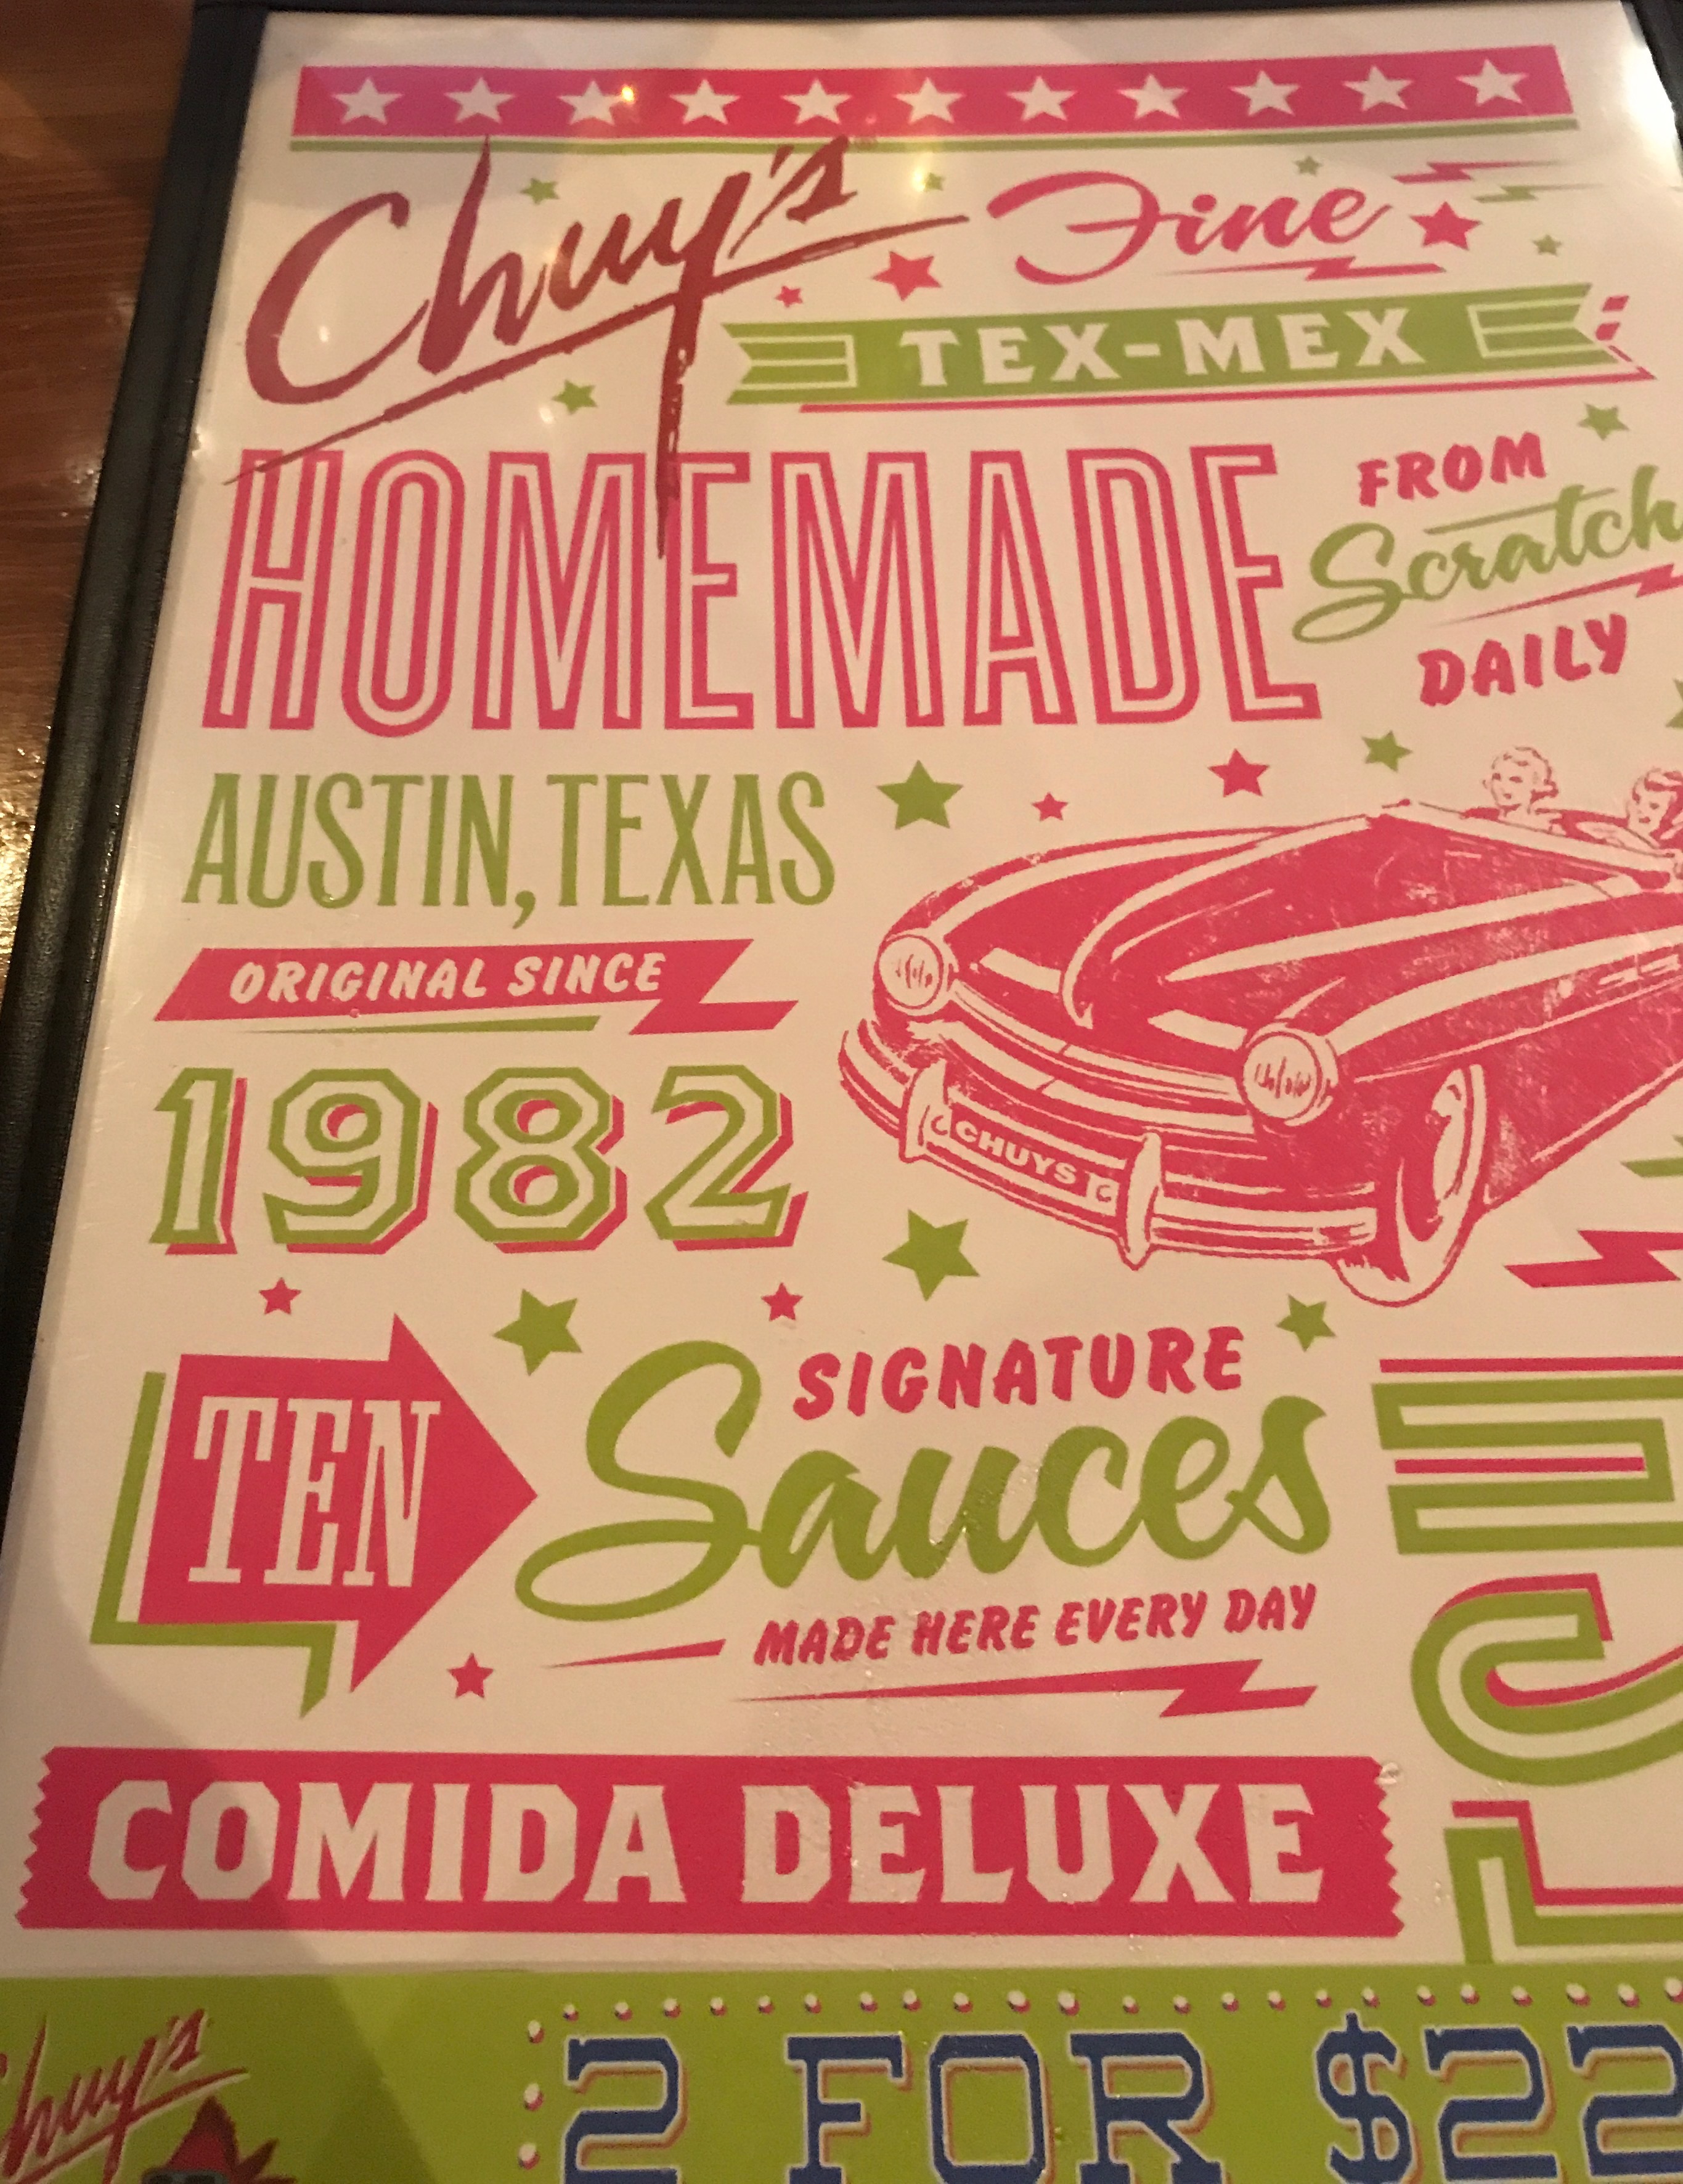 Chuy's Fine
TEX-MEX
HOMEMADE
FROM
Scratch
DAILY
AUSTIN, TEXAS
ORIGINAL SINCE
1982
CHUYS
TEN
SIGNATURE
Sauces
MADE HERE EVERY DAY
COMIDA DELUXE
Chuy's
2 FOR $22